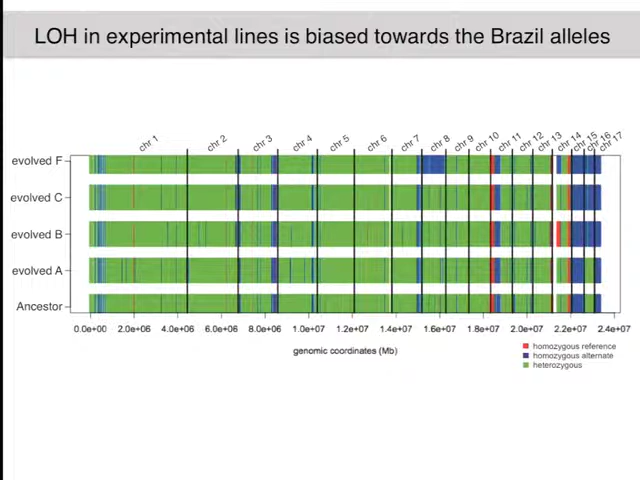 LOH in experimental lines is biased towards the Brazil alleles
chr 1 chr 2 chr 3 chr 4 chr 5 chr 6 chr 7 chr 8 chr 9 chr 10 chr 11 chr 12 chr 13 chr 14 chr 15 chr 16 chr 17
evolved F
evolved C
evolved B
evolved A
Ancestor
0.0e+00 2.0e+06 4.0e+06 6.0e+06 8.0e+06 1.0e+07 1.2e+07 1.4e+07 1.6e+07 1.8e+07 2.0e+07 2.2e+07 2.4e+07
genomic coordinates (Mb)
homozygous reference
homozygous alternate
heterozygous